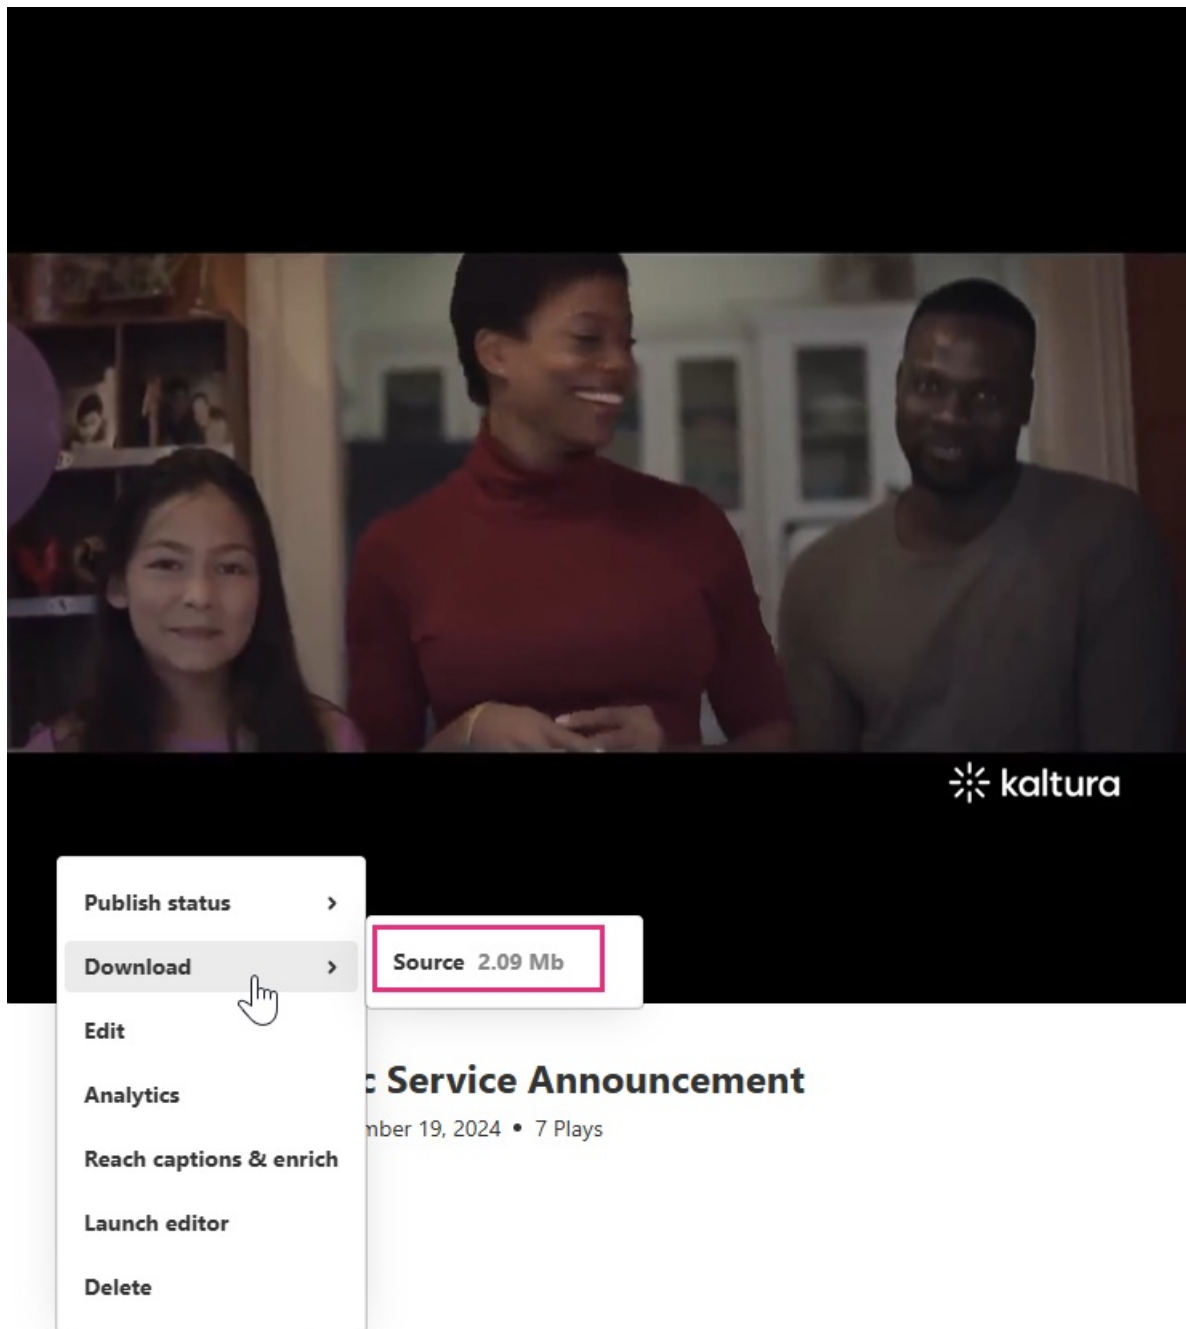 kaltura
Publish status
Download
Source 2.09 Mb
Edit
Service Announcement
Analytics
19, 2024 • 7 Plays
Reach captions & enrich
Launch editor
Delete